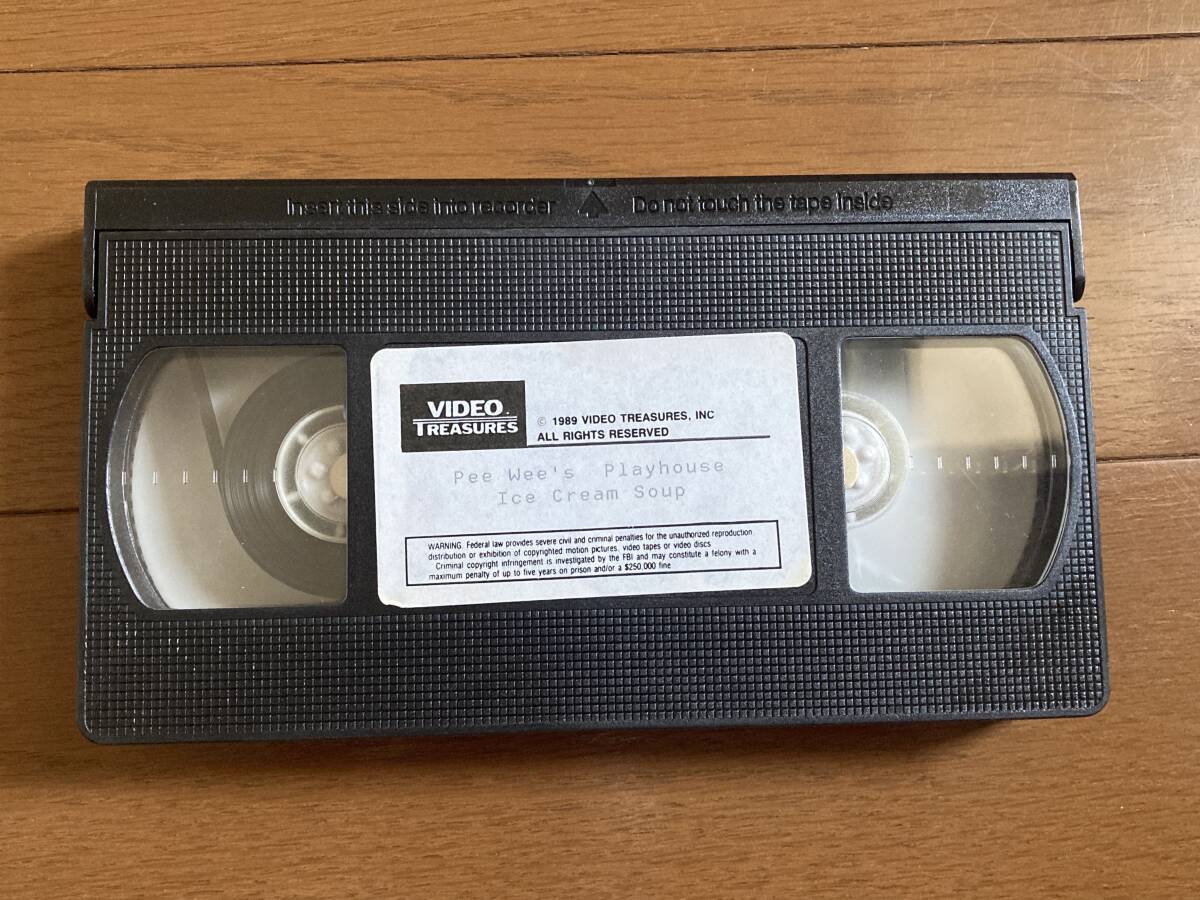 Insert this side into recorder Do not touch the tape inside
VIDEO
TREASURES
© 1989 VIDEO TREASURES, INC
ALL RIGHTS RESERVED
Pee Wee's Playhouse
Ice Cream Soup
WARNING. Federal law provides severe civil and criminal penalties for the unauthorized reproduction
distribution or exhibition of copyrighted motion pictures, video tapes or video discs
Criminal copyright infringement is investigated by the FBI and may constitute a felony with a
maximum penalty of up to five years on prison and/or a $250,000 fine